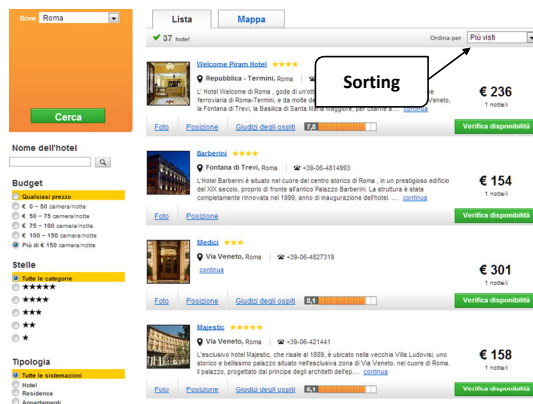 Dove Roma
Cerca
Nome dell'hotel
Budget
Qualsiasi prezzo
€ 0 – 50 camera/notte
€ 50 – 75 camera/notte
€ 75 – 100 camera/notte
€ 100 – 150 camera/notte
Più di € 150 camera/notte
Stelle
Tutte le categorie
★★★★★
★★★★
★★★
★★
★
Tipologia
Tutte le sistemazioni
Hotel
Residence
Appartamenti
Lista Mappa
37 hotel Ordina per Più visti
Sorting
Welcome Piram Hotel ★★★★
Repubblica - Termini, Roma
L' Hotel Welcome di Roma , gode di un'ott
ferroviaria di Roma-Termini, e da molte de Veneto,
la Fontana di Trevi, la Basilica di Santa Maria Maggiore, per citarne a.... continua
€ 236
1 notte/i
Foto Posizione Giudizi degli ospiti 7,8 Verifica disponibilità
Barberini ★★★★
Fontana di Trevi, Roma +39-06-4814993
L'Hotel Barberini è situato nel cuore del centro storico di Roma , in un prestigioso edificio
del XIX secolo, proprio di fronte all'antico Palazzo Barberini. La struttura è stata
completamente rinnovata nel 1999, anno di inaugurazione dell'hotel. .... continua
€ 154
1 notte/i
Foto Posizione Verifica disponibilità
Medici ★★★
Via Veneto, Roma +39-06-4827319
continua
€ 301
1 notte/i
Foto Posizione Giudizi degli ospiti 8,1 Verifica disponibilità
Majestic ★★★★★
Via Veneto, Roma +39-06-421441
L'esclusivo hotel Majestic, che risale al 1889, è ubicato nella vecchia Villa Ludovisi, uno
storico e bellissimo palazzo situato nell'esclusiva zona di Via Veneto, nel cuore di Roma.
Il palazzo, progettato dal principe degli architetti dell'ep.... continua
€ 158
1 notte/i
Foto Posizione Giudizi degli ospiti 8,1 Verifica disponibilità